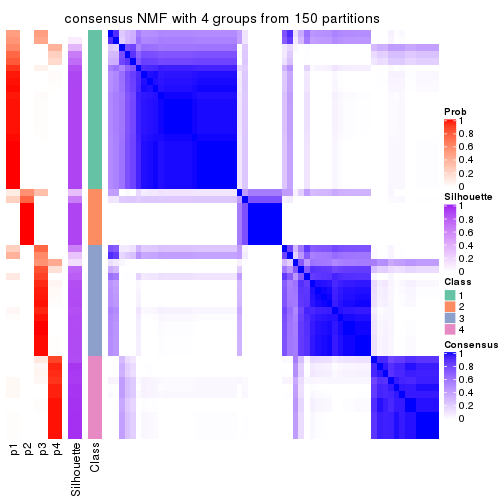 consensus NMF with 4 groups from 150 partitions
Prob
1
0.8
0.6
0.4
0.2
0
Silhouette
1
0.8
0.6
0.4
0.2
0
Class
1
2
3
4
Consensus
1
0.8
0.6
0.4
0.2
0
p1
p2
p3
p4
Silhouette
Class